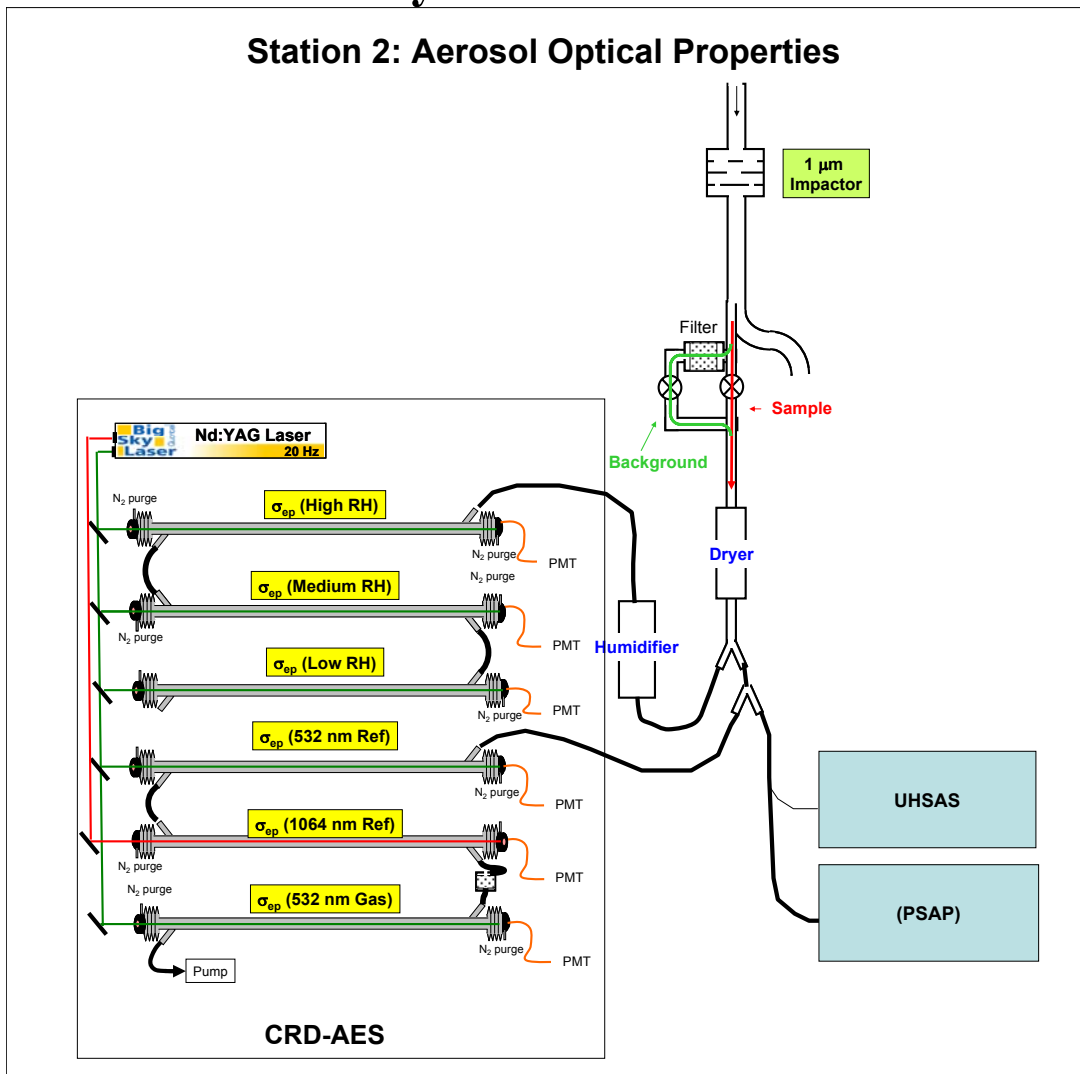 Station 2: Aerosol Optical Properties
1 μm
Impactor
Filter
Sample
Background
Big
Sky
Laser
Quantel
Nd:YAG Laser
20 Hz
N2 purge
σep (High RH)
N2 purge
PMT
Dryer
N2 purge
σep (Medium RH)
N2 purge
PMT
Humidifier
σep (Low RH)
N2 purge
PMT
σep (532 nm Ref)
N2 purge
PMT
UHSAS
σep (1064 nm Ref)
N2 purge
PMT
N2 purge
σep (532 nm Gas)
N2 purge
PMT
(PSAP)
Pump
CRD-AES